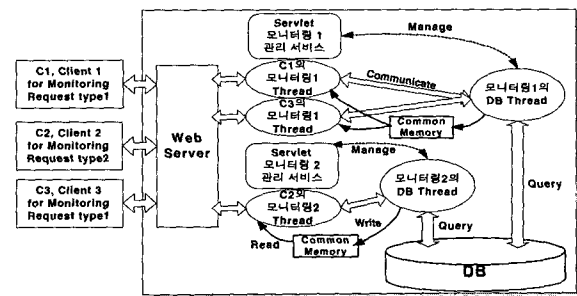 Servlet
모니터링 1
관리 서비스
Manage
C1, Client 1
for Monitoring
Request type1
C1의
모니터링1
Thread
Communicate
모니터링1의
DB Thread
C3의
모니터링1
Thread
Common
Memory
C2, Client 2
for Monitoring
Request type2
Web
Server
Servlet
모니터링 2
관리 서비스
Manage
모니터링2의
DB Thread
Query
C3, Client 3
for Monitoring
Request type1
C2의
모니터링2
Thread
Write
Query
Read
Common
Memory
DB